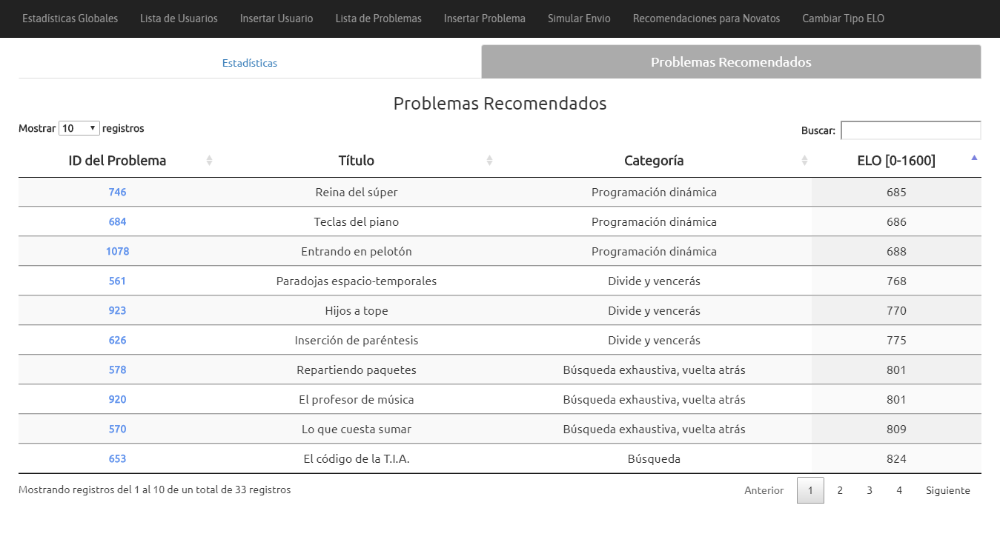 Estadísticas Globales Lista de Usuarios Insertar Usuario Lista de Problemas Insertar Problema Simular Envio Recomendaciones para Novatos Cambiar Tipo ELO
Estadísticas Problemas Recomendados
Problemas Recomendados
Mostrar 10 registros Buscar:
ID del Problema Título Categoría ELO [0-1600]
746 Reina del súper Programación dinámica 685
684 Teclas del piano Programación dinámica 686
1078 Entrando en pelotón Programación dinámica 688
561 Paradojas espacio-temporales Divide y vencerás 768
923 Hijos a tope Divide y vencerás 770
626 Inserción de paréntesis Divide y vencerás 775
578 Repartiendo paquetes Búsqueda exhaustiva, vuelta atrás 801
920 El profesor de música Búsqueda exhaustiva, vuelta atrás 801
570 Lo que cuesta sumar Búsqueda exhaustiva, vuelta atrás 809
653 El código de la T.I.A. Búsqueda 824
Mostrando registros del 1 al 10 de un total de 33 registros Anterior 1 2 3 4 Siguiente